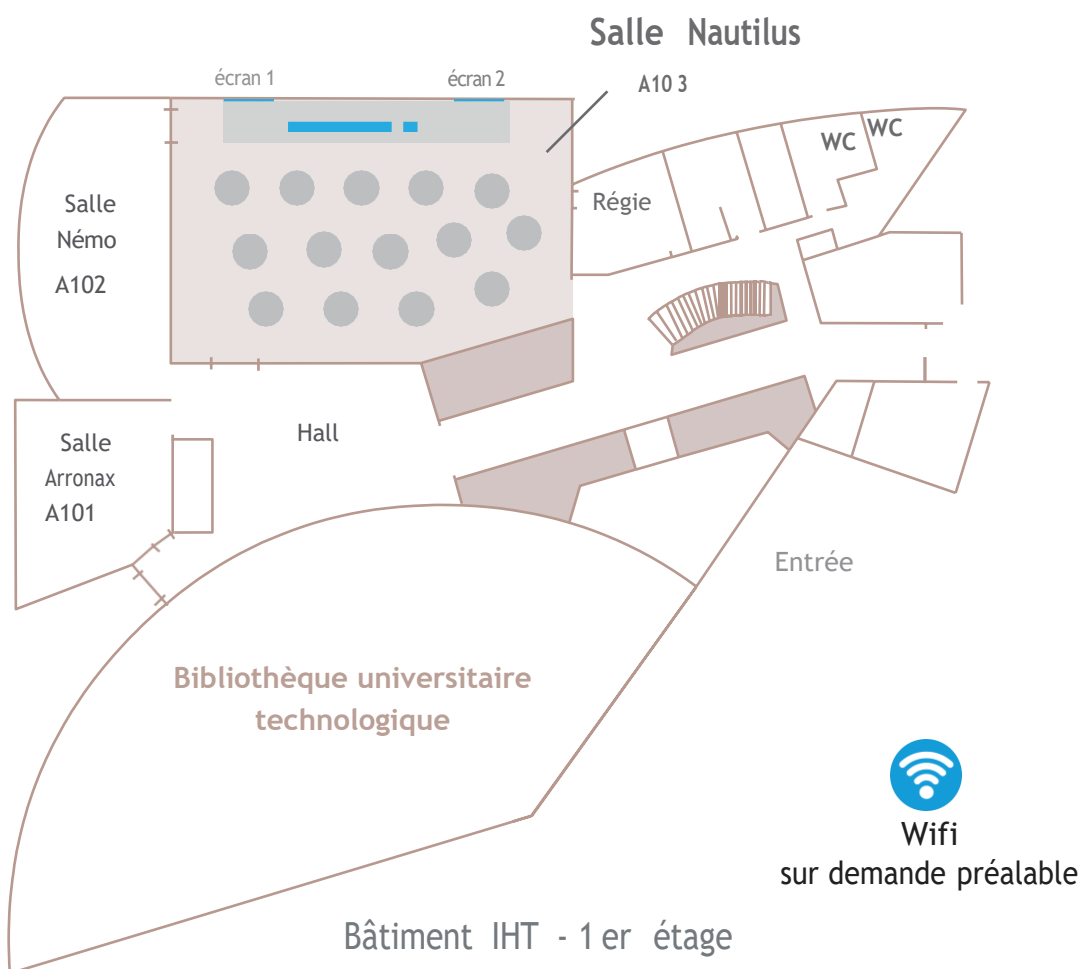 Salle Nautilus
A10 3
écran 1
écran 2
WC
WC
Régie
Salle
Némo
A102
Hall
Salle
Arronax
A101
Entrée
Bibliothèque universitaire
technologique
Wifi
sur demande préalable
Bâtiment IHT - 1 er étage